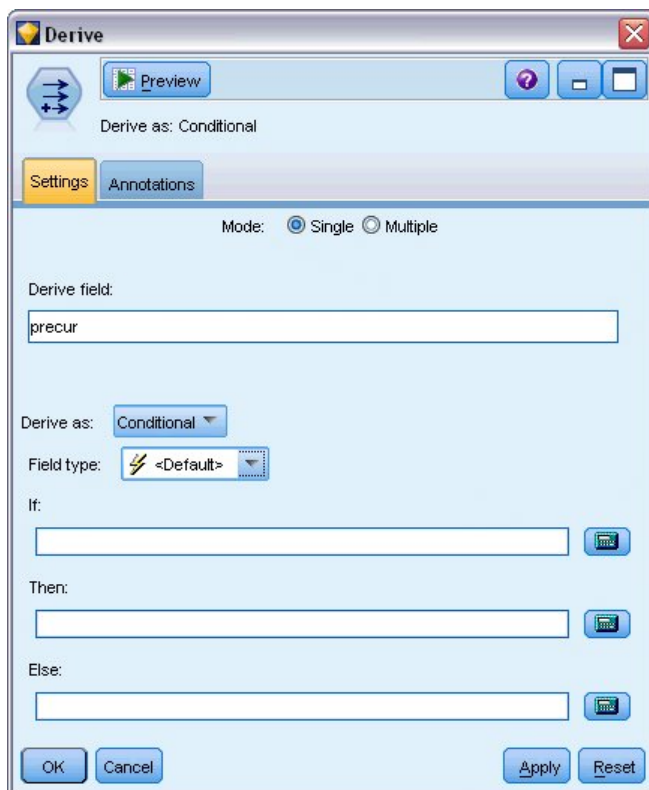 Derive
Preview
?
Derive as: Conditional
Settings Annotations
Mode: Single Multiple
Derive field:
precur
Derive as: Conditional
Field type: <Default>
If:
Then:
Else:
OK Cancel Apply Reset